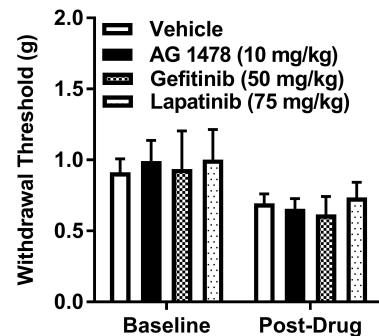 Withdrawal Threshold (g)
2.0
1.5
1.0
0.5
0.0
Vehicle
AG 1478 (10 mg/kg)
Gefitinib (50 mg/kg)
Lapatinib (75 mg/kg)
Baseline
Post-Drug